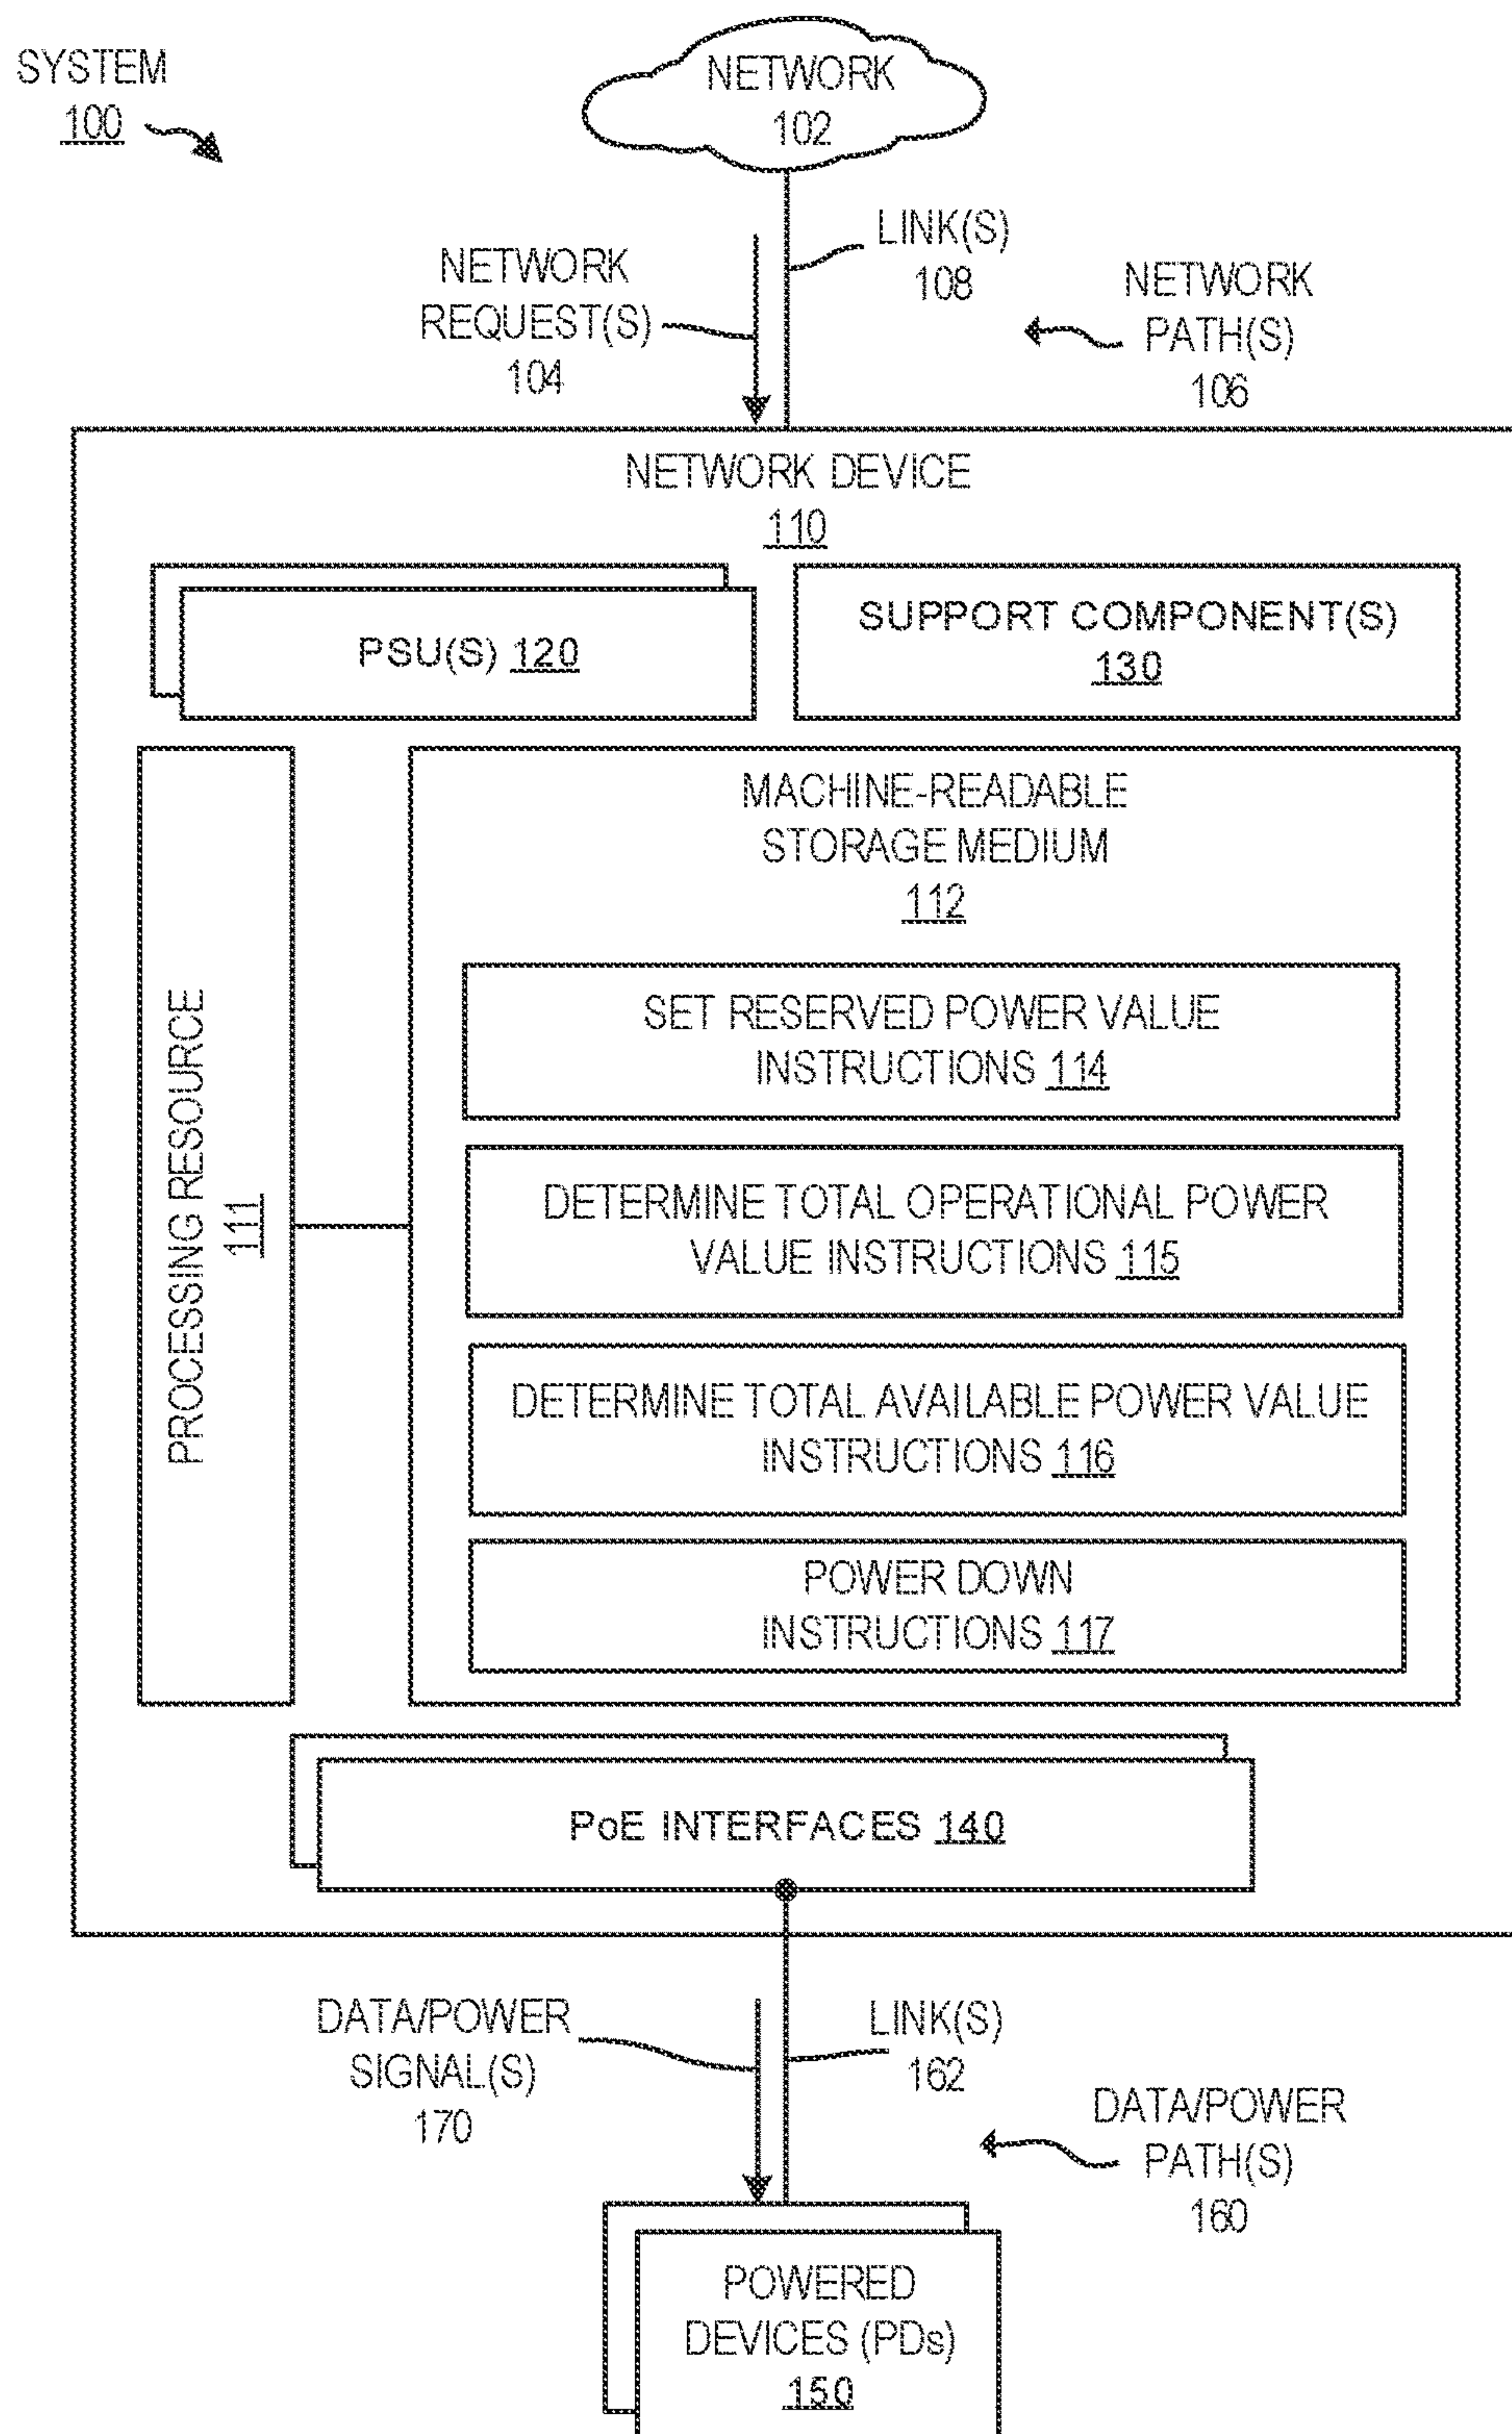 SYSTEM
100
NETWORK
102
LINK(S)
108
NETWORK
REQUEST(S)
104
NETWORK
PATH(S)
106
NETWORK DEVICE
110
PSU(S) 120
SUPPORT COMPONENT(S)
130
PROCESSING RESOURCE
111
MACHINE-READABLE
STORAGE MEDIUM
112
SET RESERVED POWER VALUE
INSTRUCTIONS 114
DETERMINE TOTAL OPERATIONAL POWER
VALUE INSTRUCTIONS 115
DETERMINE TOTAL AVAILABLE POWER VALUE
INSTRUCTIONS 116
POWER DOWN
INSTRUCTIONS 117
PoE INTERFACES 140
DATA/POWER
SIGNAL(S)
170
LINK(S)
162
DATA/POWER
PATH(S)
160
POWERED
DEVICES (PDs)
150